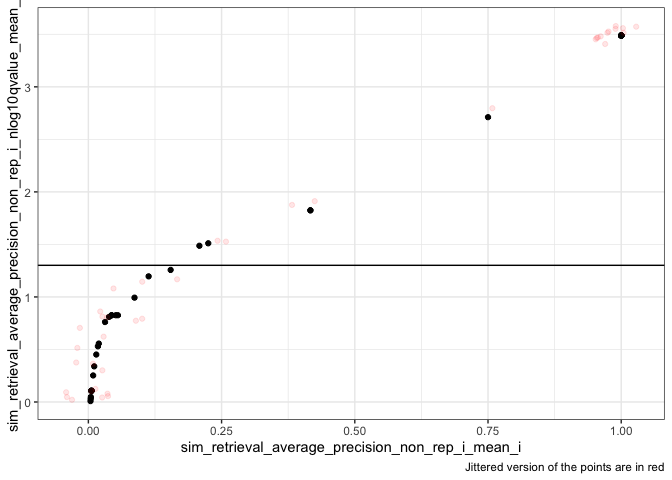 sim_retrieval_average_precision_non_rep_i_nlog10qvalue_mean_
3
2
1
0
0.00 0.25 0.50 0.75 1.00
sim_retrieval_average_precision_non_rep_i_mean_i
Jittered version of the points are in red